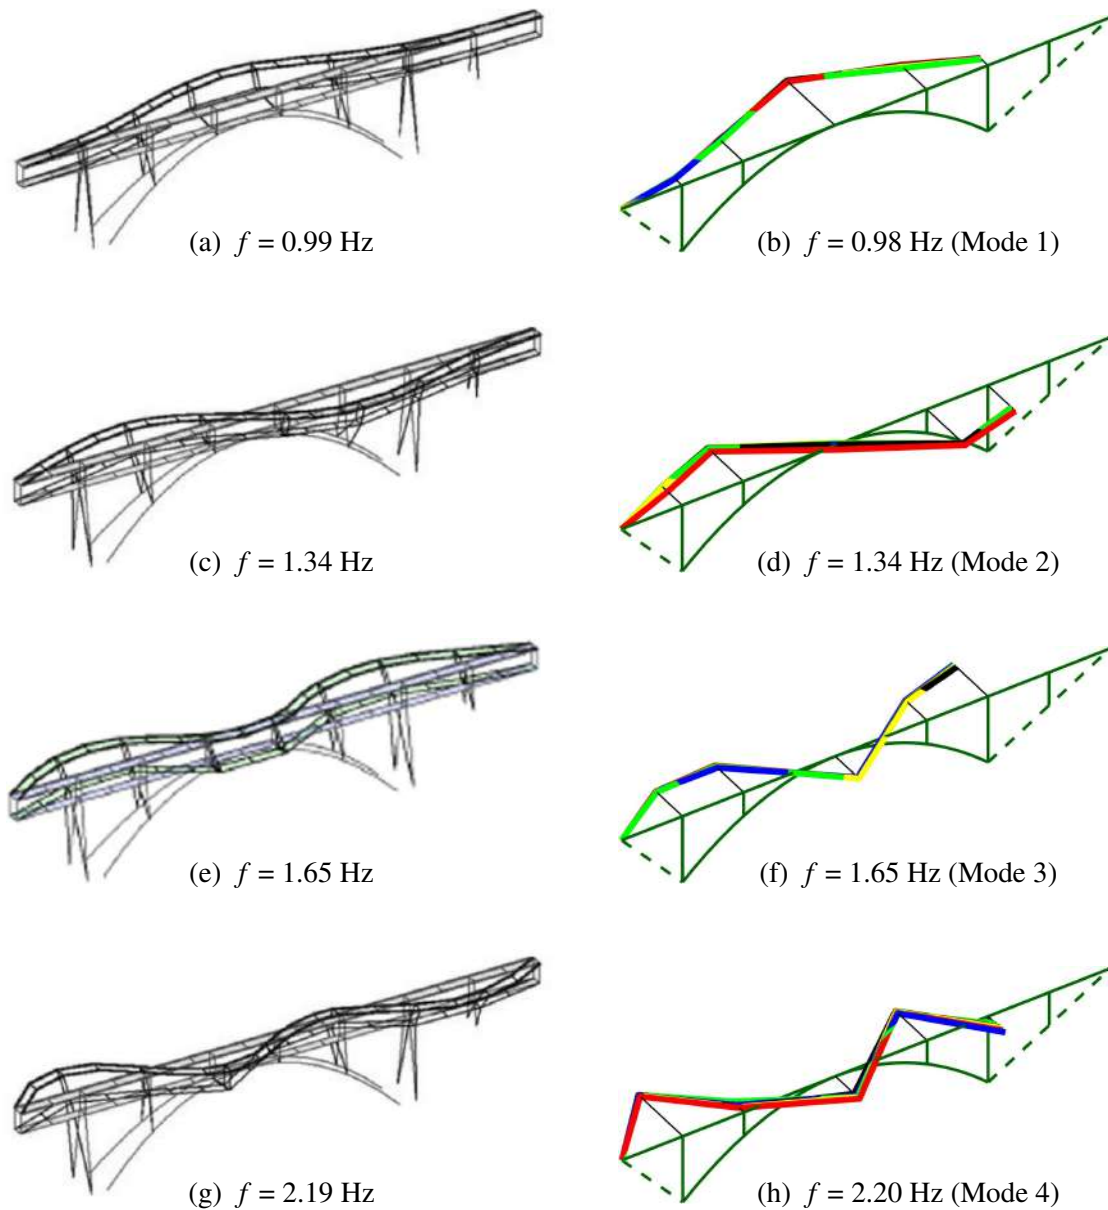 (a) f = 0.99 Hz
(b) f = 0.98 Hz (Mode 1)
(c) f = 1.34 Hz
(d) f = 1.34 Hz (Mode 2)
(e) f = 1.65 Hz
(f) f = 1.65 Hz (Mode 3)
(g) f = 2.19 Hz
(h) f = 2.20 Hz (Mode 4)